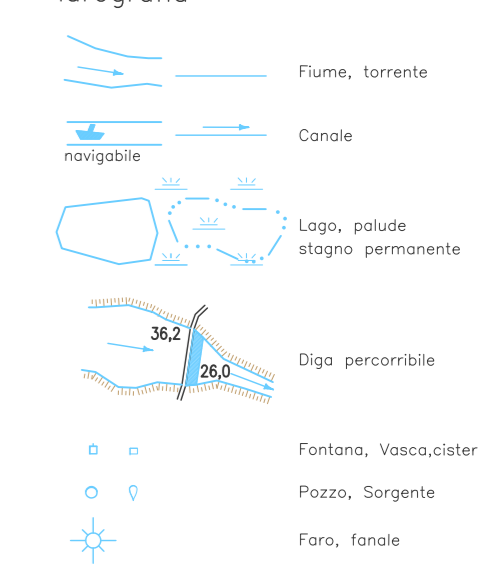 Fiume, torrente
Canale
navigabile
Lago, palude
stagno permanente
36,2
26,0
Diga percorribile
Fontana, Vasca,cister
Pozzo, Sorgente
Faro, fanale